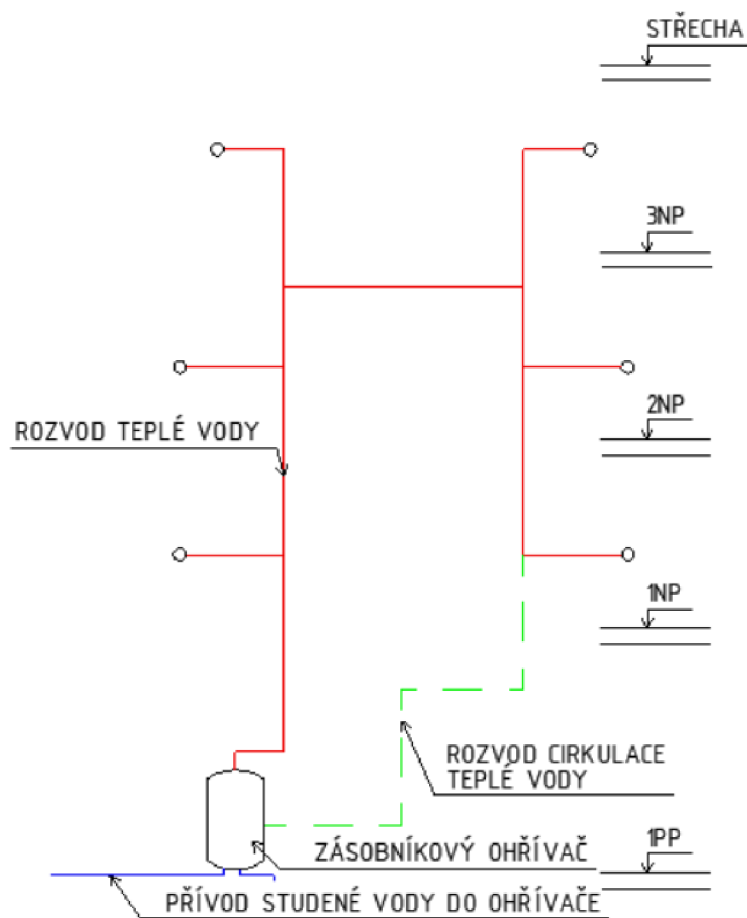 STŘECHA
3NP
2NP
ROZVOD TEPLÉ VODY
1NP
ROZVOD CIRKULACE
TEPLÉ VODY
ZÁSOBNÍKOVÝ OHŘÍVAČ
1PP
PŘÍVOD STUDENÉ VODY DO OHŘÍVAČE